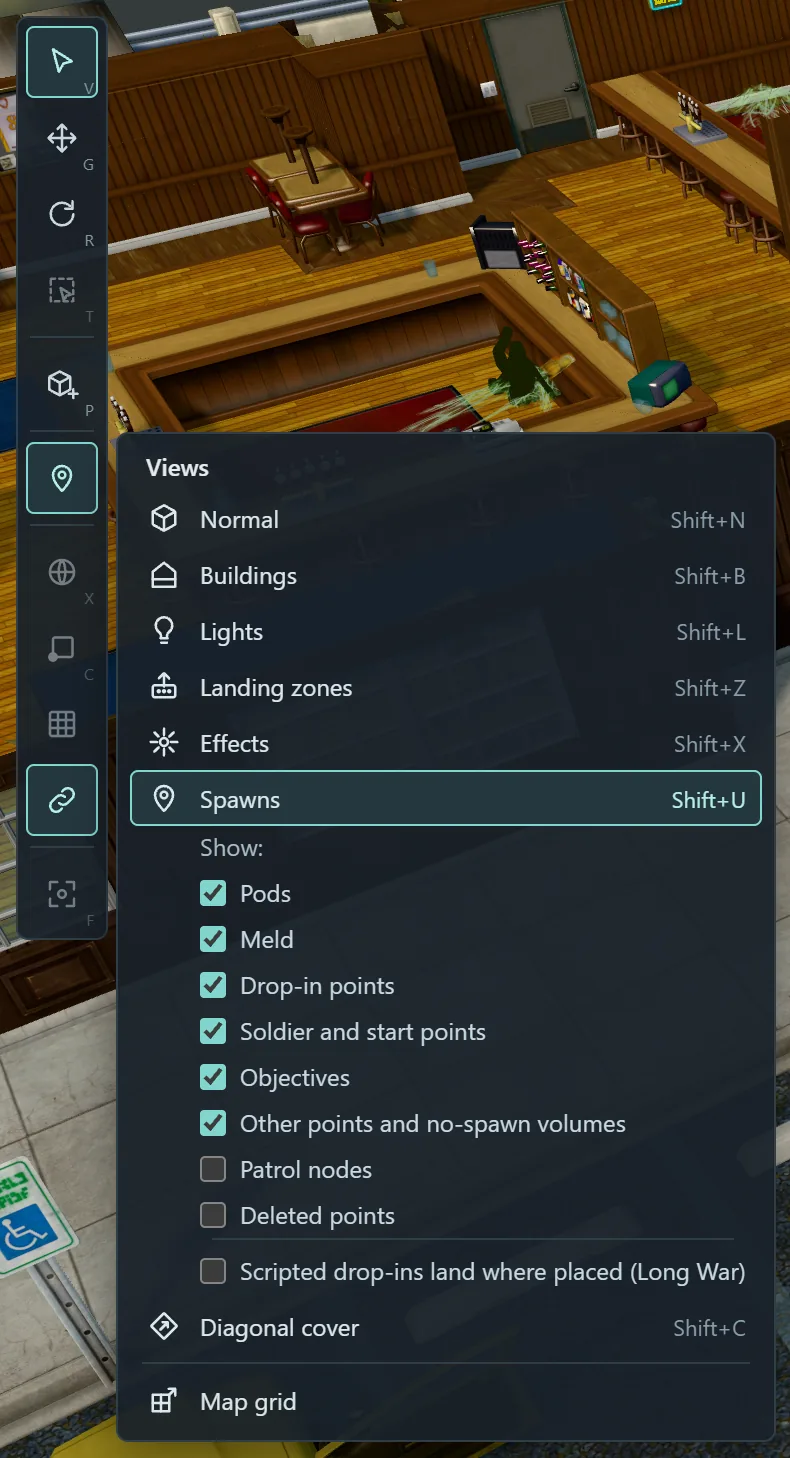 V
G
R
T
P
X
C
F
Views
Normal Shift+N
Buildings Shift+B
Lights Shift+L
Landing zones Shift+Z
Effects Shift+X
Spawns Shift+U
Show:
Pods
Meld
Drop-in points
Soldier and start points
Objectives
Other points and no-spawn volumes
Patrol nodes
Deleted points
Scripted drop-ins land where placed (Long War)
Diagonal cover Shift+C
Map grid